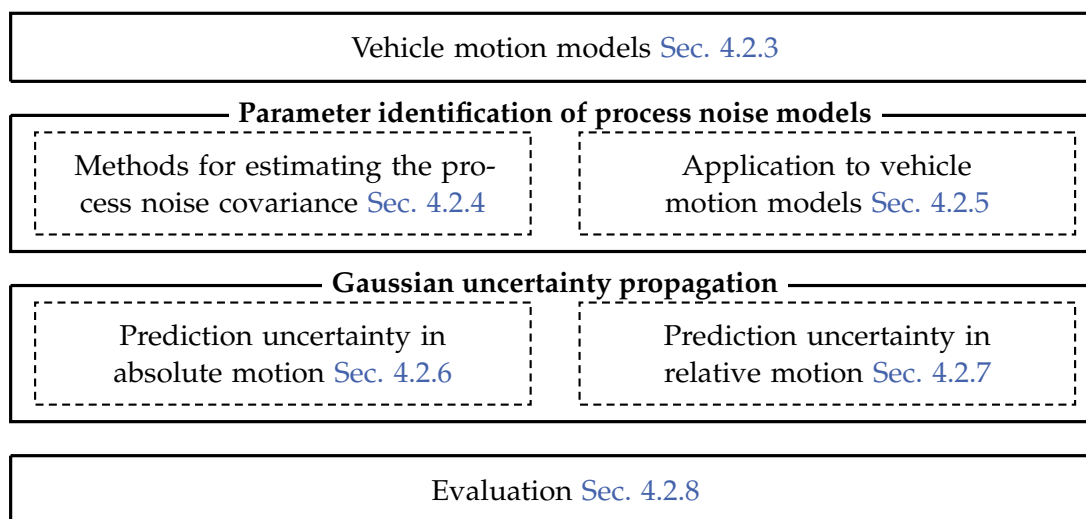 Vehicle motion models Sec. 4.2.3
Parameter identification of process noise models
Methods for estimating the pro-
cess noise covariance Sec. 4.2.4
Application to vehicle
motion models Sec. 4.2.5
Gaussian uncertainty propagation
Prediction uncertainty in
absolute motion Sec. 4.2.6
Prediction uncertainty in
relative motion Sec. 4.2.7
Evaluation Sec. 4.2.8